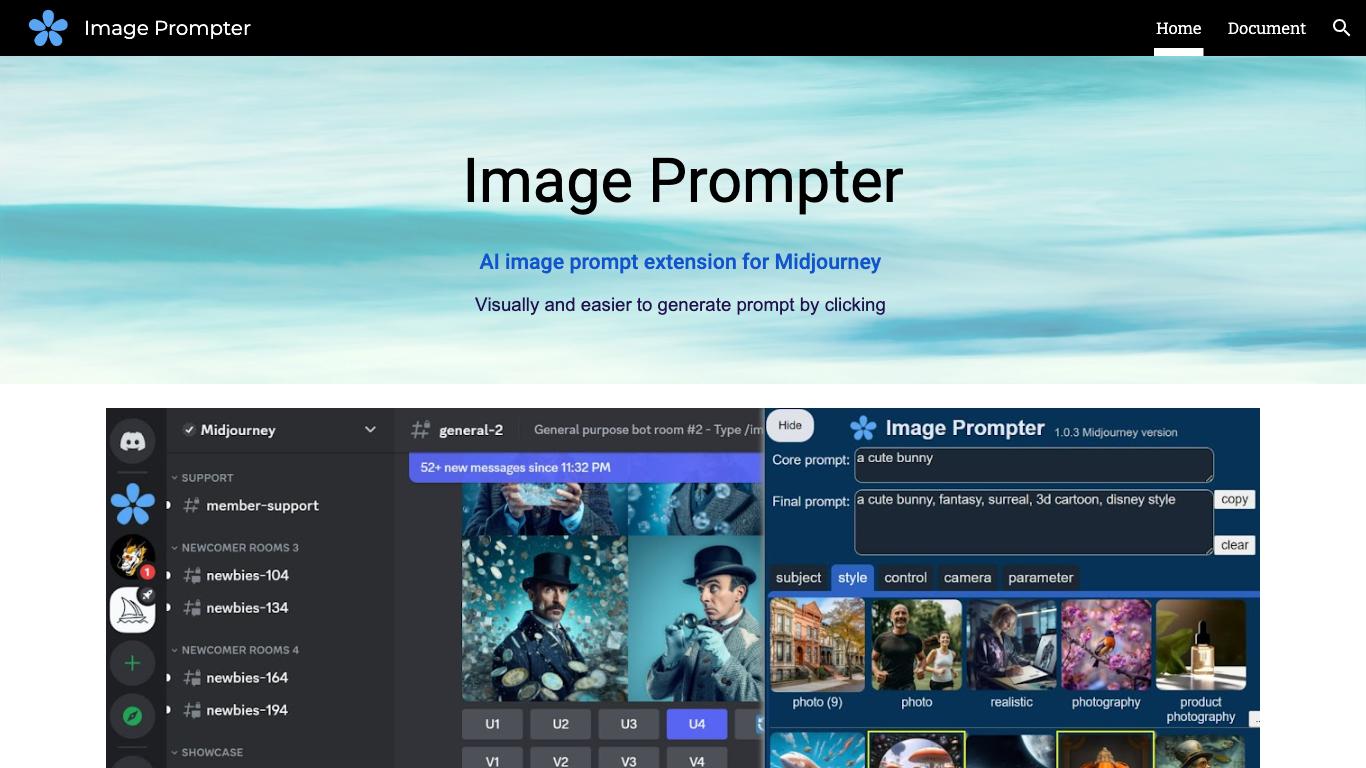 Image Prompter
Home
Document
Image Prompter
AI image prompt extension for Midjourney
Visually and easier to generate prompt by clicking
Midjourney
general-2
General purpose bot room #2 - Type /im
52+ new messages since 11:32 PM
SUPPORT
member-support
NEWCOMER ROOMS 3
newbies-104
newbies-134
NEWCOMER ROOMS 4
newbies-164
newbies-194
SHOWCASE
1
U1
U2
U3
U4
V1
V2
V3
V4
Hide
Image Prompter
1.0.3 Midjourney version
Core prompt:
a cute bunny
Final prompt:
a cute bunny, fantasy, surreal, 3d cartoon, disney style
copy
clear
subject
style
control
camera
parameter
photo (9)
photo
realistic
photography
product
photography
..